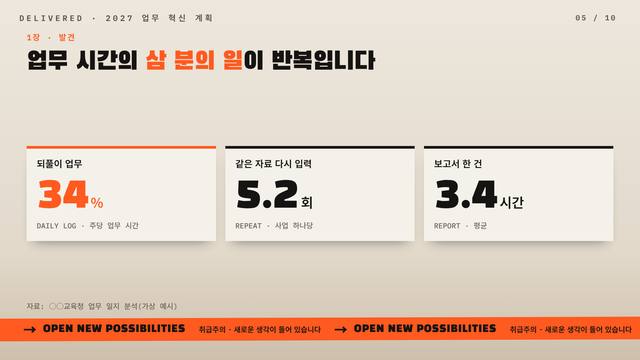 DELIVERED · 2027 업무 혁신 계획
05 / 10
1장 · 발견
업무 시간의 삼 분의 일이 반복입니다
되풀이 업무
34%
DAILY LOG · 주당 업무 시간
같은 자료 다시 입력
5.2회
REPEAT · 사업 하나당
보고서 한 건
3.4시간
REPORT · 평균
자료: ○○교육청 업무 일지 분석(가상 예시)
→ OPEN NEW POSSIBILITIES 취급주의 · 새로운 생각이 들어 있습니다 → OPEN NEW POSSIBILITIES 취급주의 · 새로운 생각이 들어 있습니다